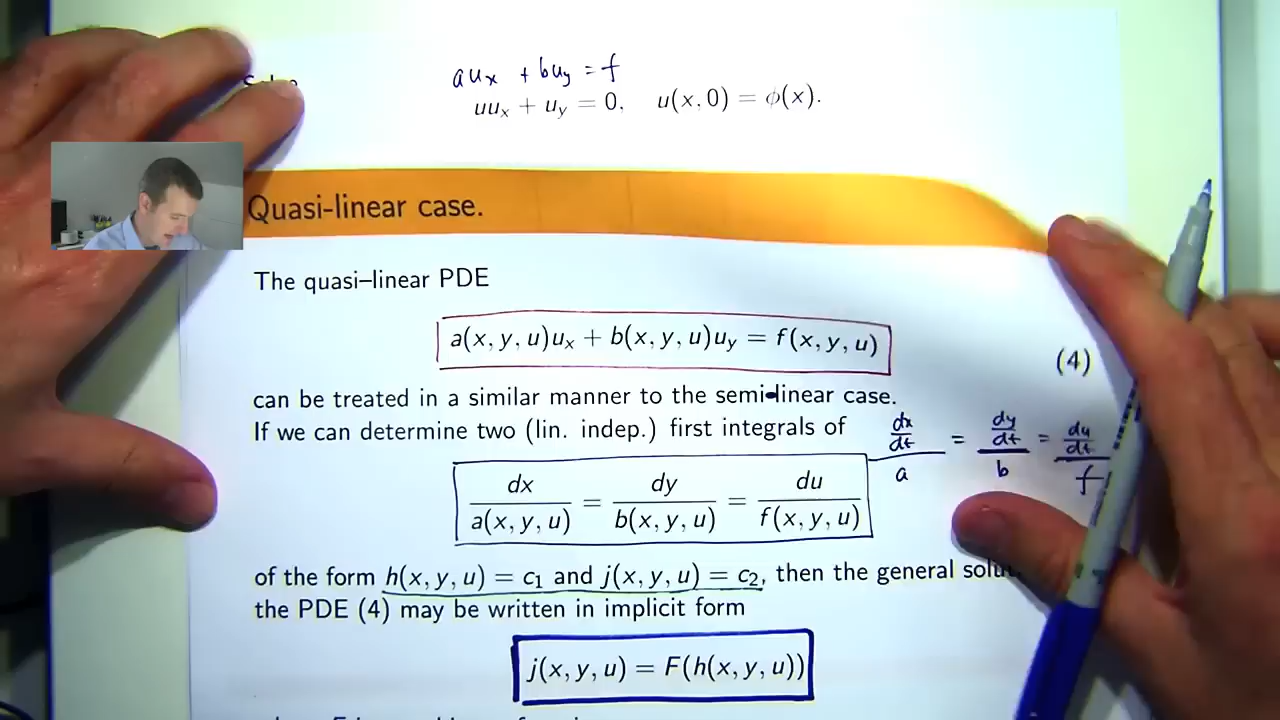 au_x + bu_y = f
uu_x + u_y = 0, u(x, 0) = ϕ(x).
Quasi-linear case.
The quasi–linear PDE
a(x, y, u)u_x + b(x, y, u)u_y = f(x, y, u)
(4)
can be treated in a similar manner to the semi-linear case.
If we can determine two (lin. indep.) first integrals of
dx/dt / a = dy/dt / b = du/dt / f
dx / a(x, y, u) = dy / b(x, y, u) = du / f(x, y, u)
of the form h(x, y, u) = c_1 and j(x, y, u) = c_2, then the general
the PDE (4) may be written in implicit form
j(x, y, u) = F(h(x, y, u))